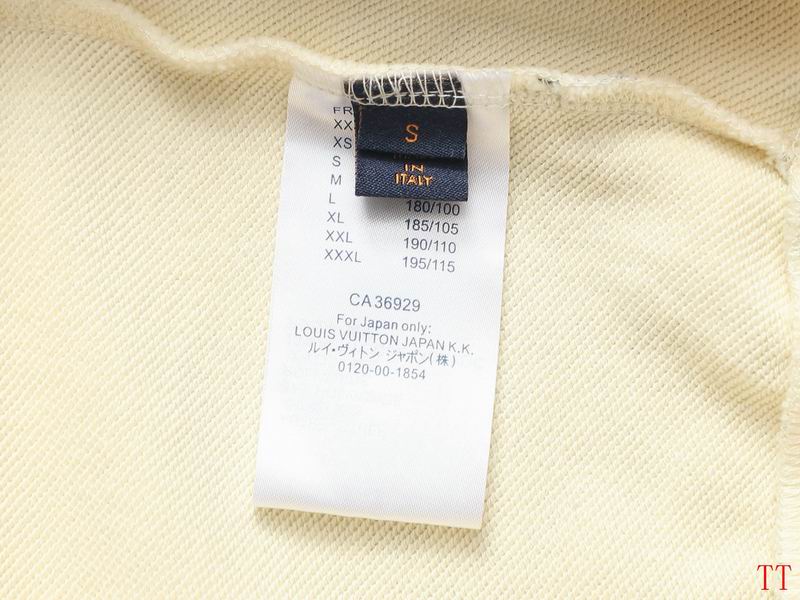 FR
XX
XS
S
M
L
XL
XXL
XXXL
S
IN
ITALY
180/100
185/105
190/110
195/115
CA36929
For Japan only:
LOUIS VUITTON JAPAN K.K.
ルイ・ヴィトン ジャポン(株)
0120-00-1854
TT